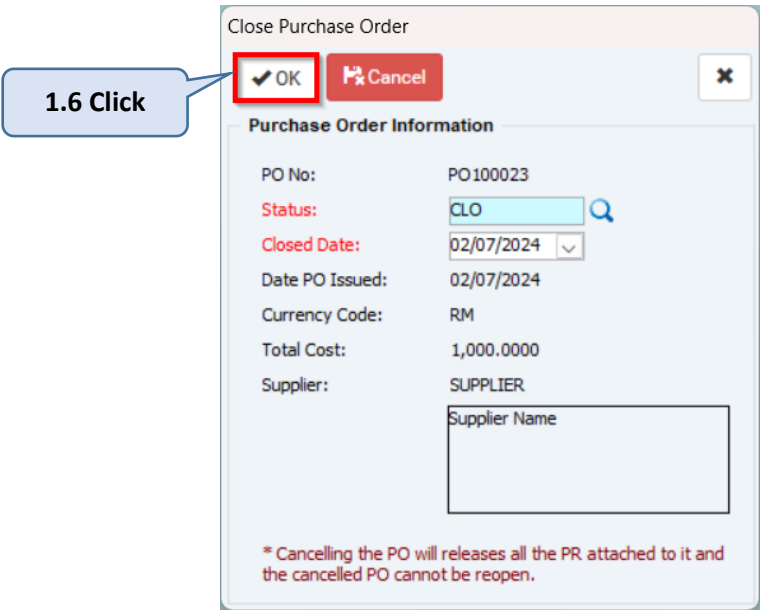 Close Purchase Order
OK
Cancel
1.6 Click
Purchase Order Information
PO No: PO100023
Status: CLO
Closed Date: 02/07/2024
Date PO Issued: 02/07/2024
Currency Code: RM
Total Cost: 1,000.0000
Supplier: SUPPLIER
Supplier Name
* Cancelling the PO will releases all the PR attached to it and
the cancelled PO cannot be reopen.